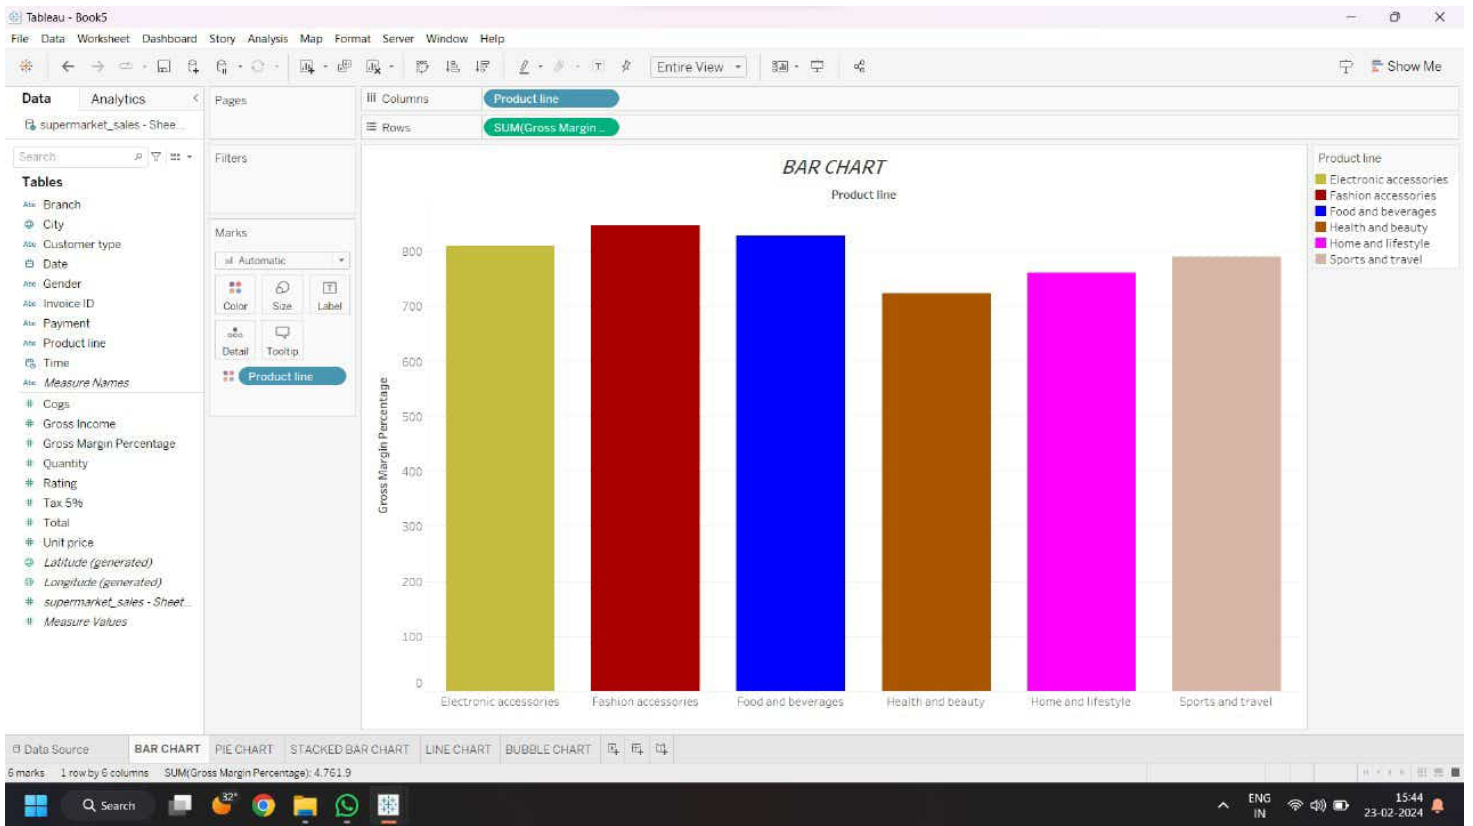 Tableau - Book5
File Data Worksheet Dashboard Story Analysis Map Format Server Window Help
Entire View
Show Me
Data Analytics
supermarket_sales - Shee...
Search
Tables
Abc Branch
City
Abc Customer type
Date
Abc Gender
Abc Invoice ID
Abc Payment
Abc Product line
Time
Abc Measure Names
# Cogs
# Gross Income
# Gross Margin Percentage
# Quantity
# Rating
# Tax 5%
# Total
# Unit price
Latitude (generated)
Longitude (generated)
# supermarket_sales - Sheet...
# Measure Values
Pages
Filters
Marks
Automatic
Color Size Label
Detail Tooltip
Product line
Columns Product line
Rows SUM(Gross Margin ..
BAR CHART
Product line
Gross Margin Percentage
800
700
600
500
400
300
200
100
0
Electronic accessories Fashion accessories Food and beverages Health and beauty Home and lifestyle Sports and travel
Product line
Electronic accessories
Fashion accessories
Food and beverages
Health and beauty
Home and lifestyle
Sports and travel
Data Source BAR CHART PIE CHART STACKED BAR CHART LINE CHART BUBBLE CHART
6 marks 1 row by 6 columns SUM(Gross Margin Percentage): 4,761.9
Search
32°
ENG
IN
15:44
23-02-2024